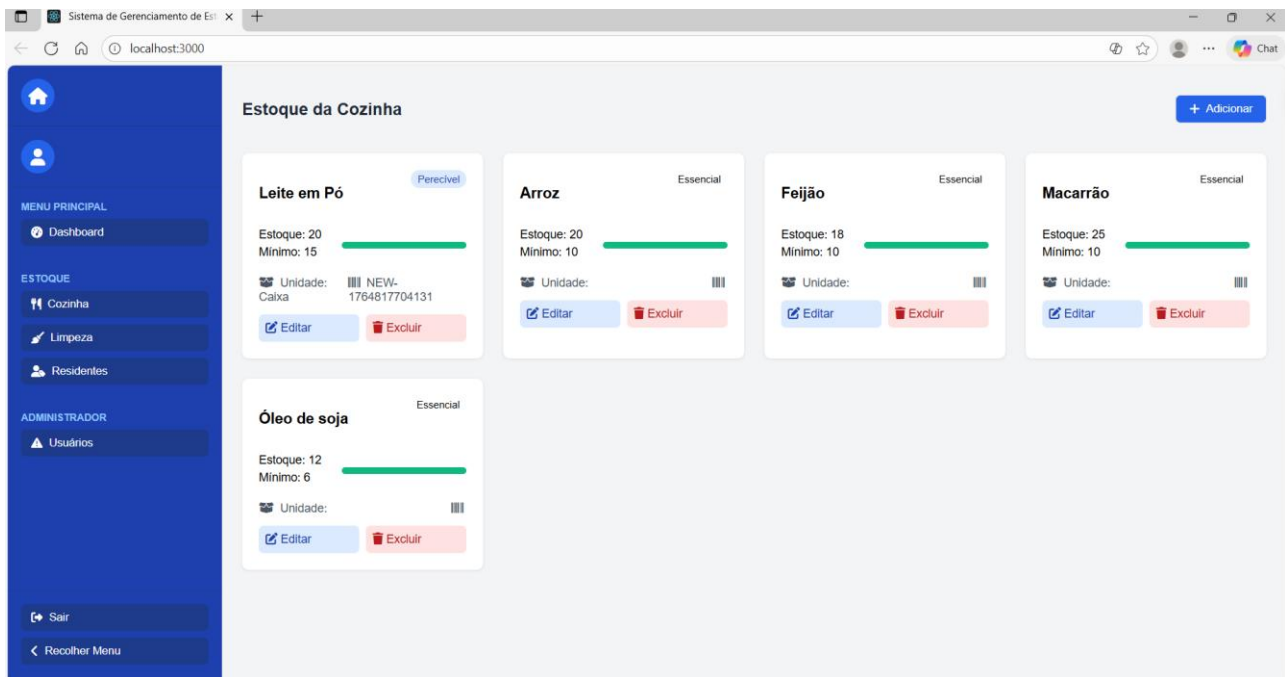 Sistema de Gerenciamento de Est
localhost:3000
Chat
MENU PRINCIPAL
Dashboard
ESTOQUE
Cozinha
Limpeza
Residentes
ADMINISTRADOR
Usuários
Sair
Recolher Menu
Estoque da Cozinha
+ Adicionar
Perecível
Leite em Pó
Estoque: 20
Mínimo: 15
Unidade: Caixa
NEW-
1764817704131
Editar
Excluir
Essencial
Arroz
Estoque: 20
Mínimo: 10
Unidade:
Editar
Excluir
Essencial
Feijão
Estoque: 18
Mínimo: 10
Unidade:
Editar
Excluir
Essencial
Macarrão
Estoque: 25
Mínimo: 10
Unidade:
Editar
Excluir
Essencial
Óleo de soja
Estoque: 12
Mínimo: 6
Unidade:
Editar
Excluir